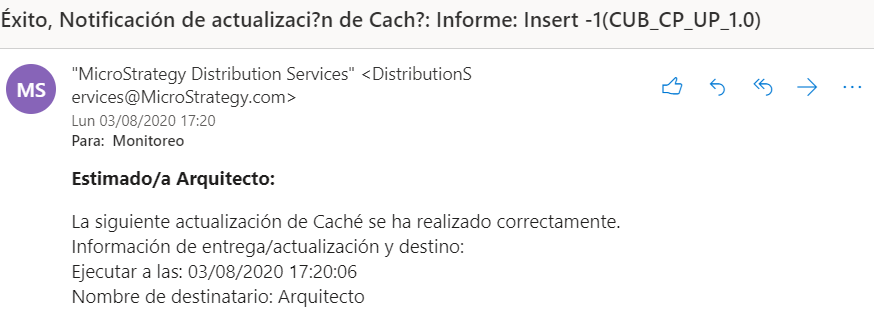 Éxito, Notificación de actualizaci?n de Cach?: Informe: Insert -1(CUB_CP_UP_1.0)
MS
"MicroStrategy Distribution Services" <DistributionS
ervices@MicroStrategy.com>
Lun 03/08/2020 17:20
Para: Monitoreo
Estimado/a Arquitecto:
La siguiente actualización de Caché se ha realizado correctamente.
Información de entrega/actualización y destino:
Ejecutar a las: 03/08/2020 17:20:06
Nombre de destinatario: Arquitecto